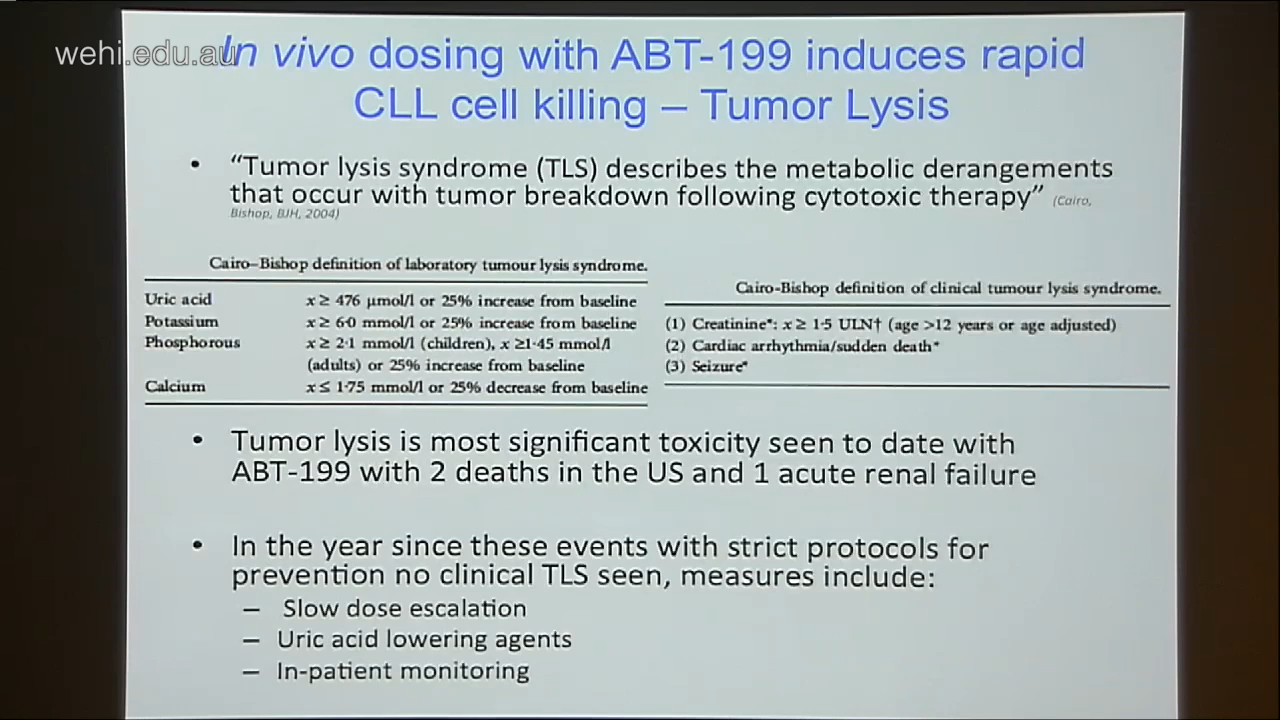 wehi.edu.au
In vivo dosing with ABT-199 induces rapid
CLL cell killing – Tumor Lysis
• “Tumor lysis syndrome (TLS) describes the metabolic derangements
that occur with tumor breakdown following cytotoxic therapy” (Cairo,
Bishop, BJH, 2004)
Cairo–Bishop definition of laboratory tumour lysis syndrome.
Uric acid x ≥ 476 µmol/l or 25% increase from baseline
Potassium x ≥ 6·0 mmol/l or 25% increase from baseline
Phosphorous x ≥ 2·1 mmol/l (children), x ≥1·45 mmol/l
(adults) or 25% increase from baseline
Calcium x ≤ 1·75 mmol/l or 25% decrease from baseline
Cairo-Bishop definition of clinical tumour lysis syndrome.
(1) Creatinine*: x ≥ 1·5 ULN† (age >12 years or age adjusted)
(2) Cardiac arrhythmia/sudden death*
(3) Seizure*
• Tumor lysis is most significant toxicity seen to date with
ABT-199 with 2 deaths in the US and 1 acute renal failure
• In the year since these events with strict protocols for
prevention no clinical TLS seen, measures include:
– Slow dose escalation
– Uric acid lowering agents
– In-patient monitoring